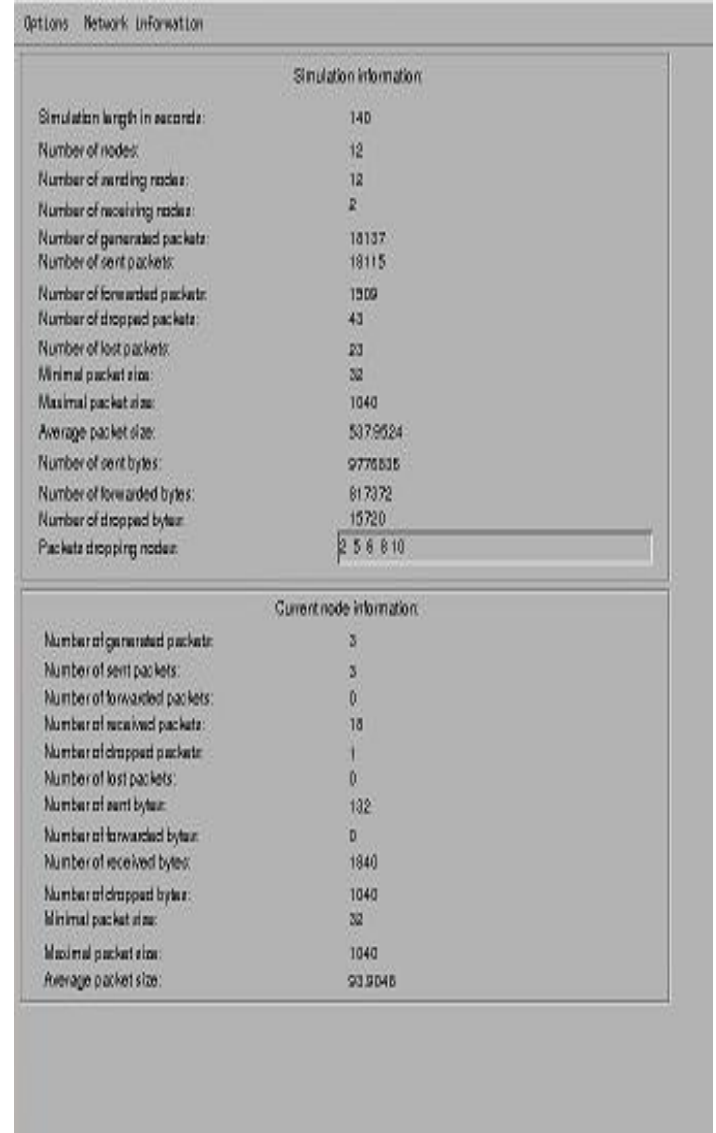 Options Network information
Simulation information:
Simulation length in seconds: 140
Number of nodes: 12
Number of sending nodes: 12
Number of receiving nodes: 2
Number of generated packets: 18137
Number of sent packets: 18115
Number of forwarded packets: 1509
Number of dropped packets: 43
Number of lost packets: 23
Minimal packet size: 32
Maximal packet size: 1040
Average packet size: 537.9524
Number of sent bytes:
Number of forwarded bytes: 817372
Number of dropped bytes: 15720
Packets dropping nodes: 2 5 6 8 10
Current node information:
Number of generated packets: 3
Number of sent packets: 3
Number of forwarded packets: 0
Number of received packets: 18
Number of dropped packets: 1
Number of lost packets: 0
Number of sent bytes: 132
Number of forwarded bytes: 0
Number of received bytes: 1840
Number of dropped bytes: 1040
Minimal packet size: 32
Maximal packet size: 1040
Average packet size: 93.9048